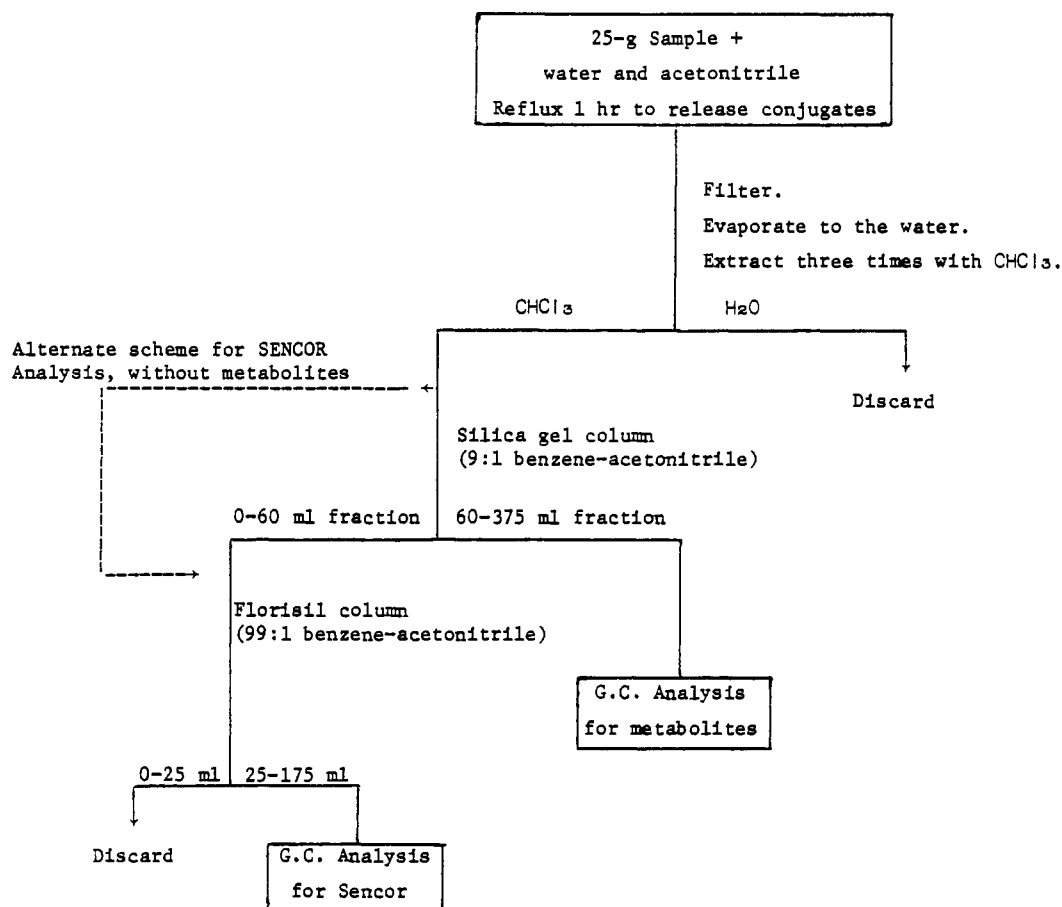 25-g Sample +
water and acetonitrile
Reflux 1 hr to release conjugates
Filter.
Evaporate to the water.
Extract three times with CHCl₃.
CHCl₃
H₂O
Alternate scheme for SENCOR
Analysis, without metabolites
Discard
Silica gel column
(9:1 benzene-acetonitrile)
0-60 ml fraction
60-375 ml fraction
Florisil column
(99:1 benzene-acetonitrile)
G.C. Analysis
for metabolites
0-25 ml
25-175 ml
Discard
G.C. Analysis
for Sencor